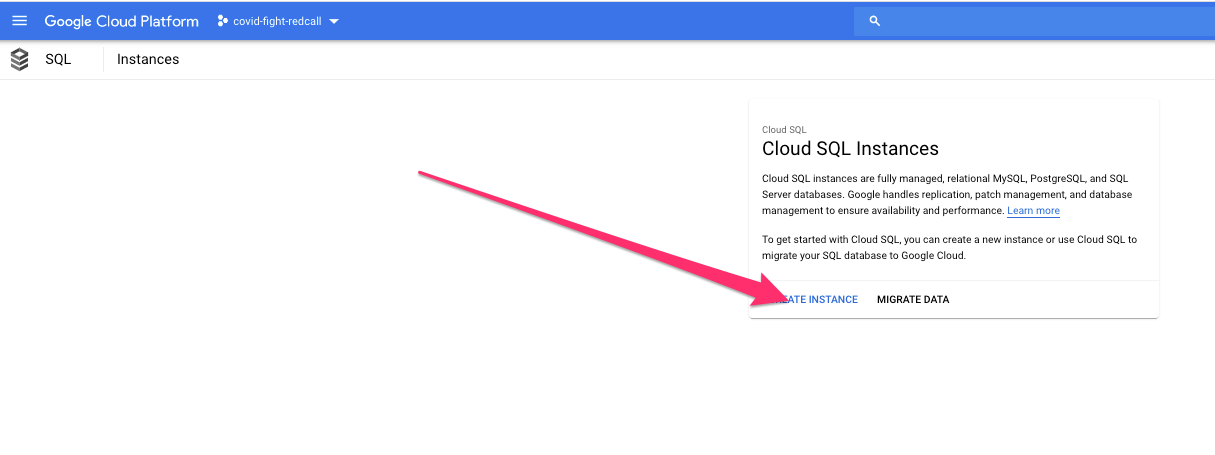 Google Cloud Platform covid-fight-redcall
SQL Instances
Cloud SQL
Cloud SQL Instances
Cloud SQL instances are fully managed, relational MySQL, PostgreSQL, and SQL
Server databases. Google handles replication, patch management, and database
management to ensure availability and performance. Learn more
To get started with Cloud SQL, you can create a new instance or use Cloud SQL to
migrate your SQL database to Google Cloud.
INSTANCE MIGRATE DATA